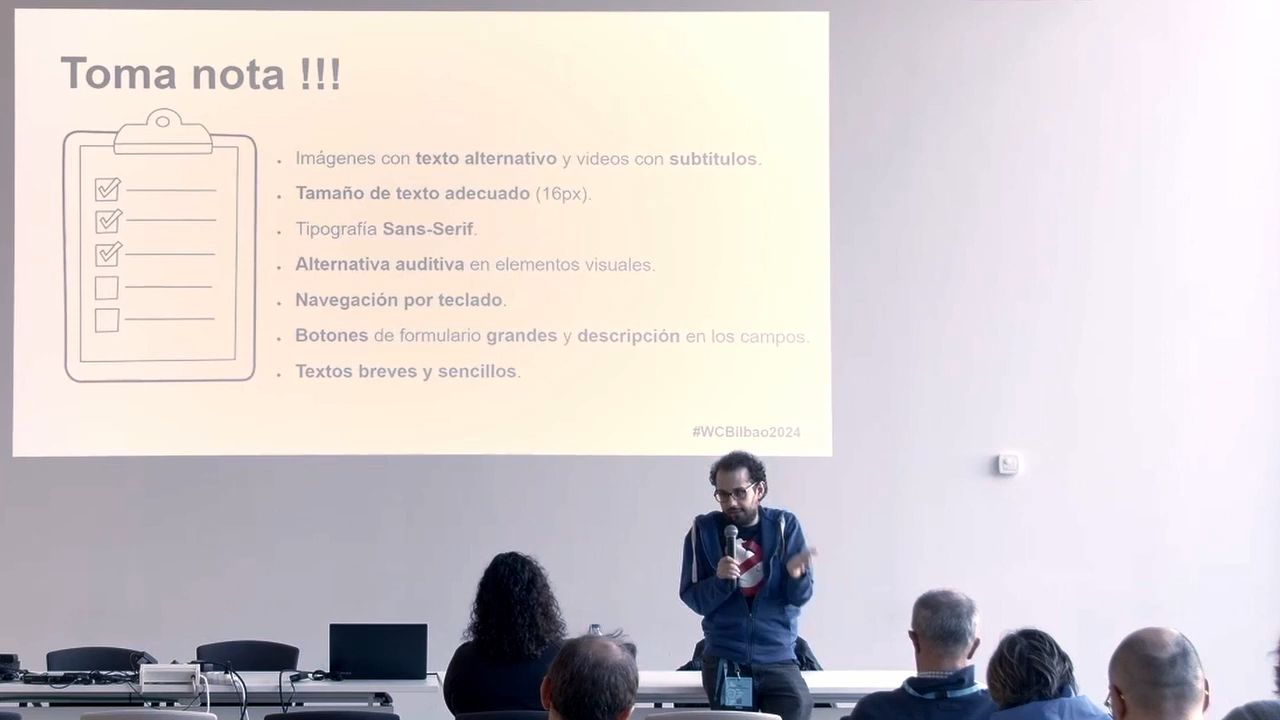 Toma nota !!!
Imágenes con texto alternativo y videos con subtítulos.
Tamaño de texto adecuado (16px).
Tipografía Sans-Serif.
Alternativa auditiva en elementos visuales.
Navegación por teclado.
Botones de formulario grandes y descripción en los campos.
Textos breves y sencillos.
#WCBilbao2024